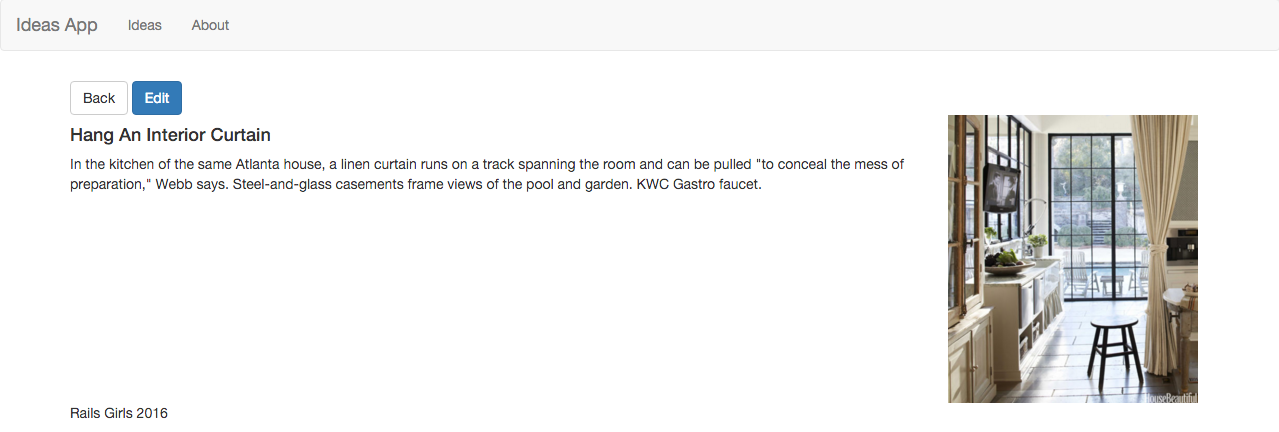 Ideas App Ideas About
Back Edit
Hang An Interior Curtain
In the kitchen of the same Atlanta house, a linen curtain runs on a track spanning the room and can be pulled "to conceal the mess of
preparation," Webb says. Steel-and-glass casements frame views of the pool and garden. KWC Gastro faucet.
HouseBeautiful
Rails Girls 2016